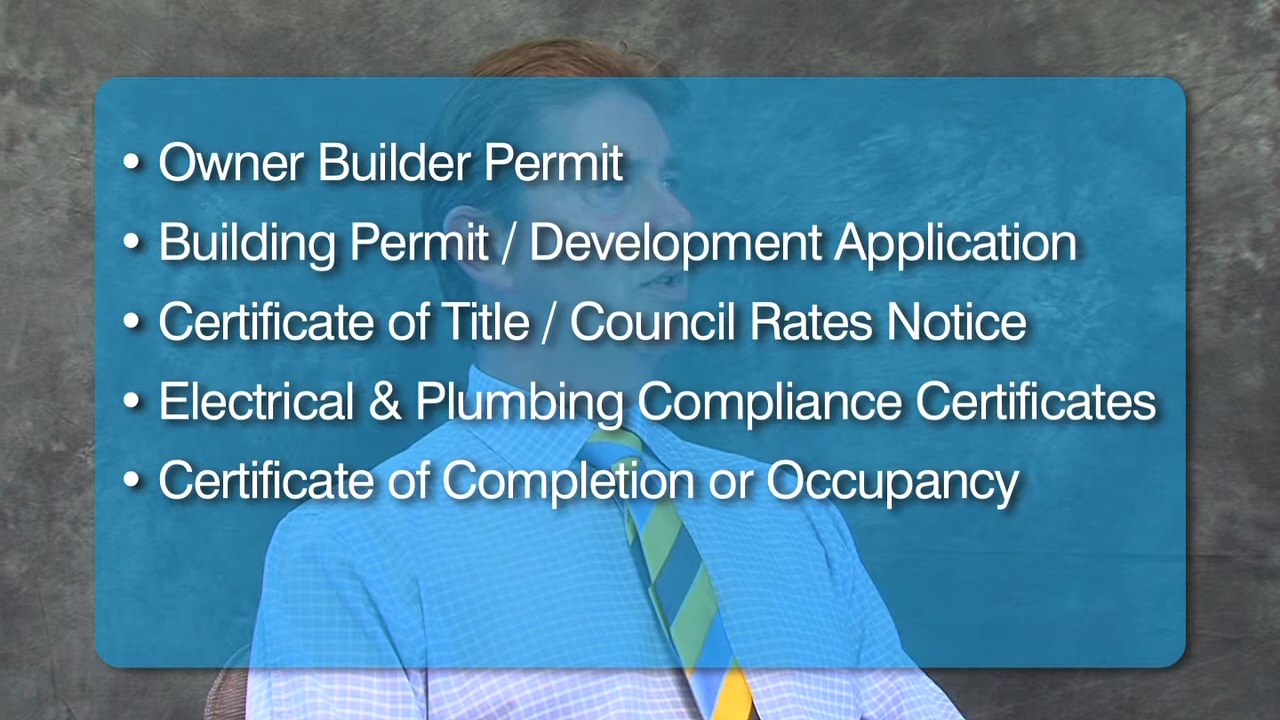 • Owner Builder Permit
• Building Permit / Development Application
• Certificate of Title / Council Rates Notice
• Electrical & Plumbing Compliance Certificates
• Certificate of Completion or Occupancy